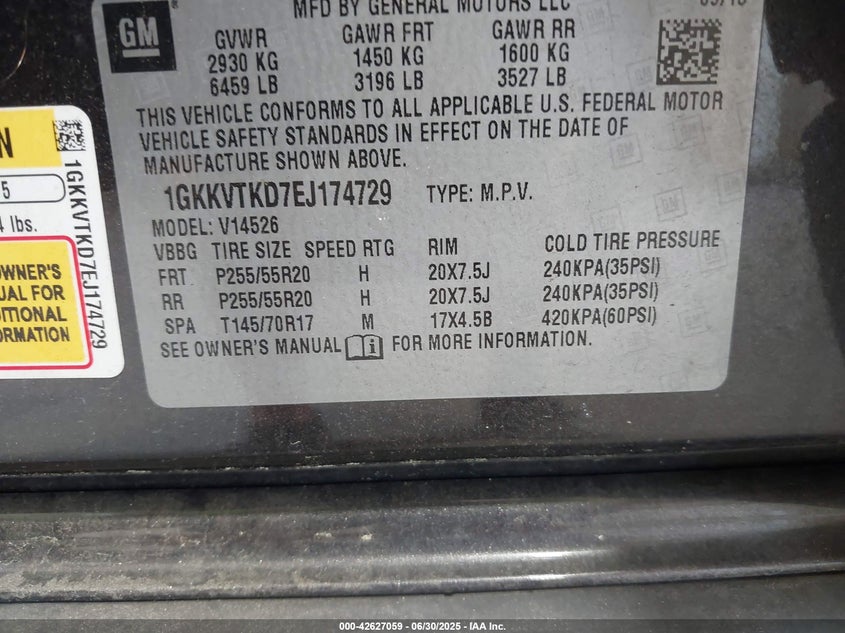 MFD BY GENERAL MOTORS LLC
GM
®
GVWR GAWR FRT GAWR RR
2930 KG 1450 KG 1600 KG
6459 LB 3196 LB 3527 LB
THIS VEHICLE CONFORMS TO ALL APPLICABLE U.S. FEDERAL MOTOR
VEHICLE SAFETY STANDARDS IN EFFECT ON THE DATE OF
MANUFACTURE SHOWN ABOVE.
1GKKVTKD7EJ174729 TYPE: M.P.V.
MODEL: V14526
VBBG TIRE SIZE SPEED RTG RIM COLD TIRE PRESSURE
FRT P255/55R20 H 20X7.5J 240KPA(35PSI)
RR P255/55R20 H 20X7.5J 240KPA(35PSI)
SPA T145/70R17 M 17X4.5B 420KPA(60PSI)
SEE OWNER'S MANUAL FOR MORE INFORMATION.
N
5
lbs.
OWNER'S
UAL FOR
DITIONAL
ORMATION
1GKKVTKD7EJ174729
000-42627059 - 06/30/2025 - IAA Inc.